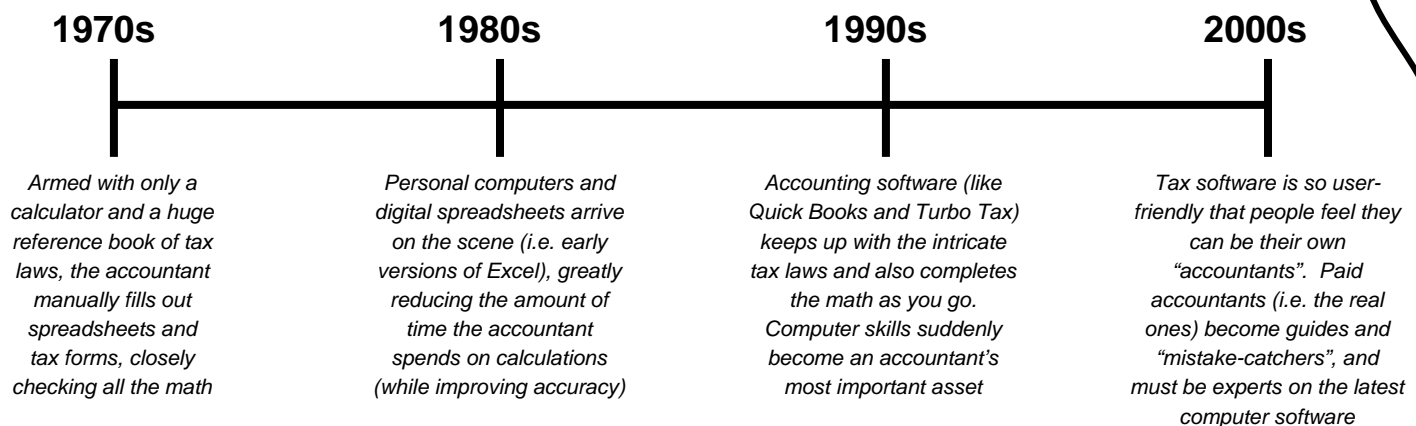 1970s
1980s
1990s
2000s
Armed with only a
calculator and a huge
reference book of tax
laws, the accountant
manually fills out
spreadsheets and
tax forms, closely
checking all the math
Personal computers and
digital spreadsheets arrive
on the scene (i.e. early
versions of Excel), greatly
reducing the amount of
time the accountant
spends on calculations
(while improving accuracy)
Accounting software (like
Quick Books and Turbo Tax)
keeps up with the intricate
tax laws and also completes
the math as you go.
Computer skills suddenly
become an accountant's
most important asset
Tax software is so user-
friendly that people feel they
can be their own
“accountants”.  Paid
accountants (i.e. the real
ones) become guides and
“mistake-catchers”, and
must be experts on the latest
computer software